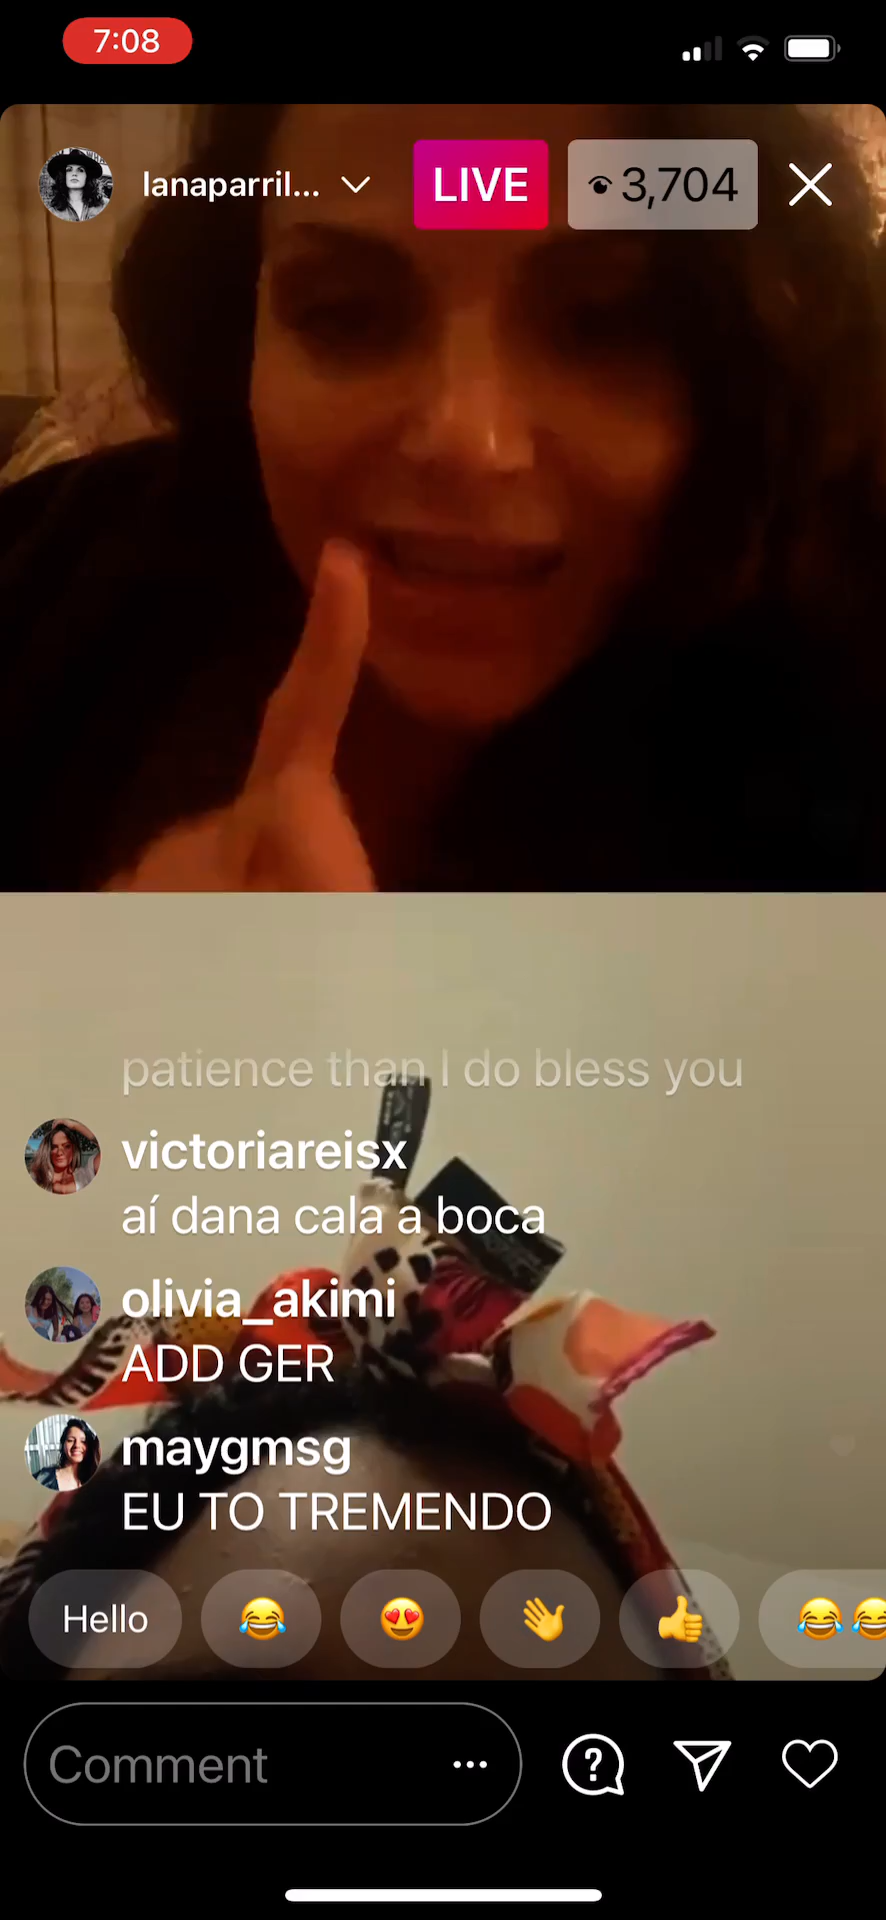 7:08
lanaparril...
LIVE
3,704
patience than I do bless you
victoriareisx
aí dana cala a boca
olivia_akimi
ADD GER
maygmsg
EU TO TREMENDO
Hello
Comment